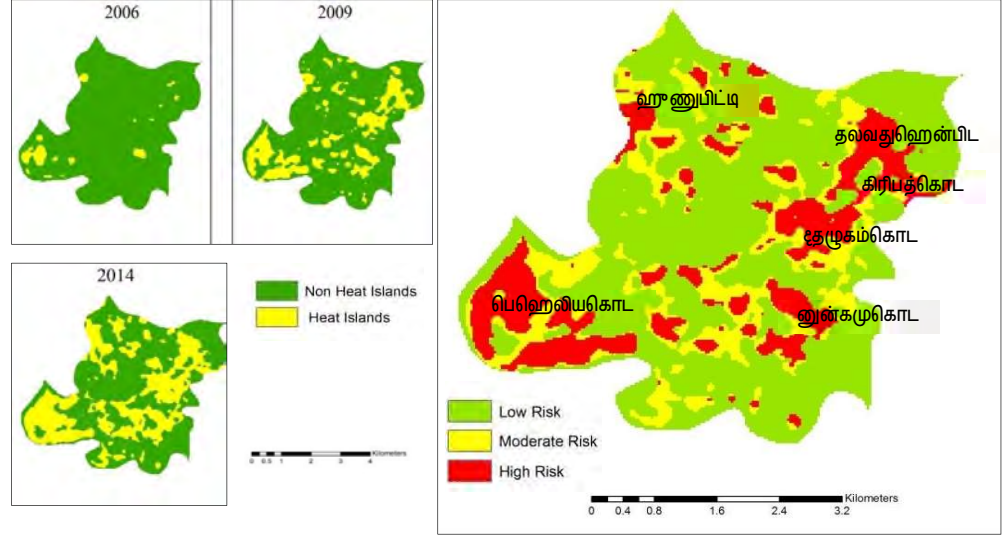 2006
2009
2014
Non Heat Islands
Heat Islands
0 0.5 1 2 3 4 Kilometers
ஹுணுபிட்டி
தலவதுஹென்பிட
கிரிபத்கொட
தேழுகம்கொட
பெஹெலியகொட
னுன்கமுகொட
Low Risk
Moderate Risk
High Risk
0 0.4 0.8 1.6 2.4 3.2 Kilometers